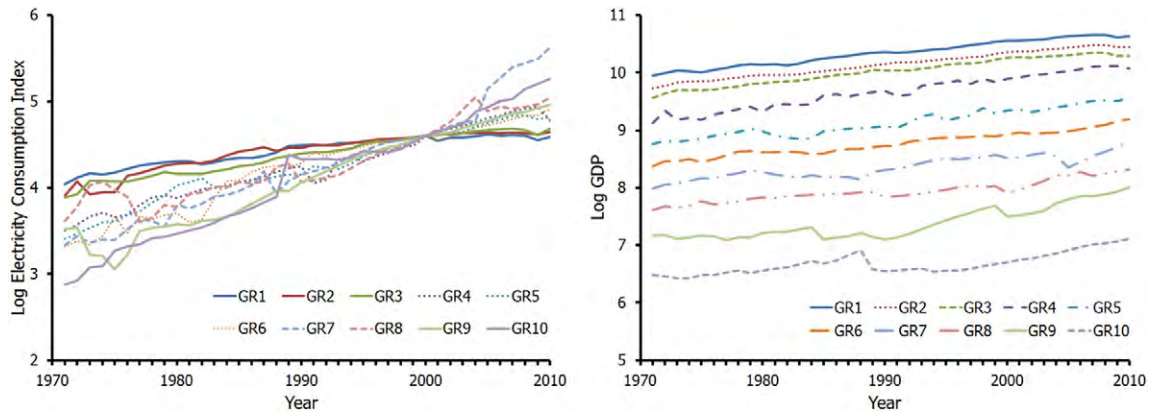 Log Electricity Consumption Index
6
5
4
3
2
1970
1980
1990
2000
2010
Year
GR1
GR2
GR3
GR4
GR5
GR6
GR7
GR8
GR9
GR10
Log GDP
11
10
9
8
7
6
5
1970
1980
1990
2000
2010
Year
GR1
GR2
GR3
GR4
GR5
GR6
GR7
GR8
GR9
GR10